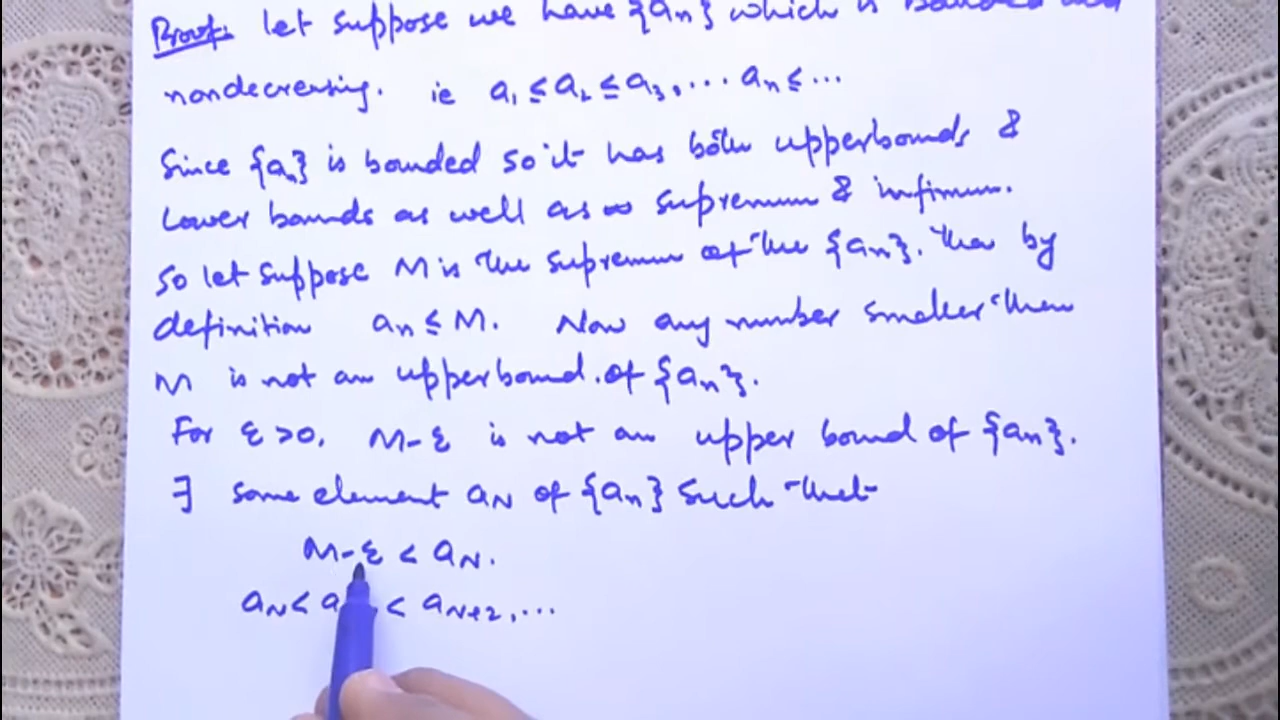 Proof: let suppose we have {an} which is Bounded and
nondecreasing. ie a1 ≤ a2 ≤ a3, ... an ≤ ...
Since {an} is bounded so it has both upperbounds &
Lower bounds as well as supremum & infimum.
So let suppose M is the supremum of the {an}. Then by
definition an ≤ M. Now any number smaller than
M is not an upperbound. of {an}.
For ε > 0, M-ε is not an upper bound of {an}.
∃ some element aN of {an} such that
M-ε < aN.
aN < a < aN+2, ...